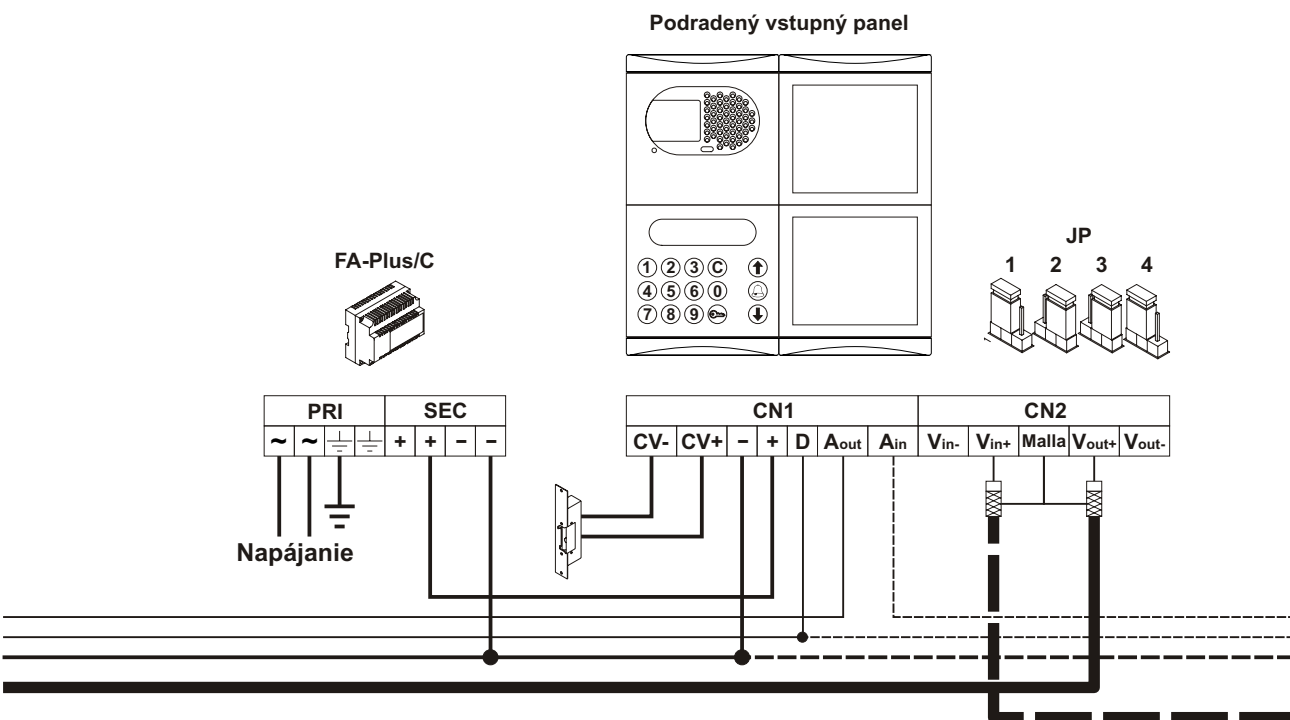 Podradený vstupný panel
JP
1 2 3 4
FA-Plus/C
1 2 3 C
4 5 6 0
7 8 9
PRI SEC CN1 CN2
~ ~ + + − − CV- CV+ − + D Aout Ain Vin- Vin+ Malla Vout+ Vout-
Napájanie